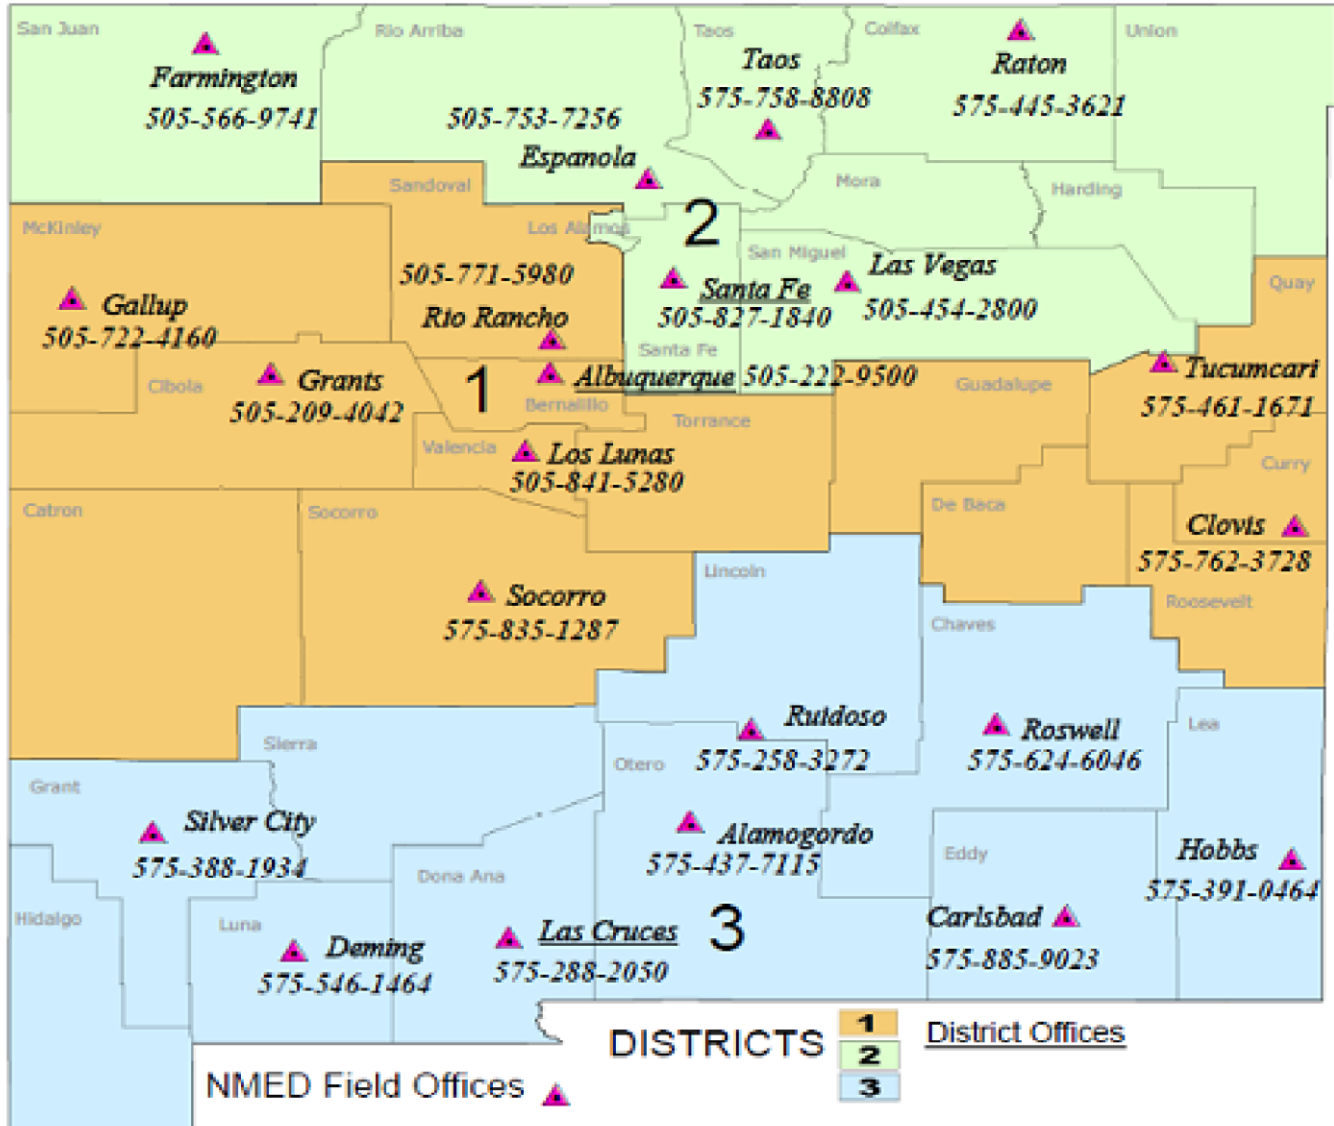 San Juan
Rio Arriba
Taos
Colfax
Union
Farmington
505-566-9741
505-753-7256
Espanola
Taos
575-758-8808
Raton
575-445-3621
Sandoval
Mora
Harding
McKinley
Los Alamos
2
San Miguel
Las Vegas
505-454-2800
Quay
505-771-5980
Rio Rancho
Santa Fe
505-827-1840
Santa Fe
Gallup
505-722-4160
Cibola
Grants
505-209-4042
1
Albuquerque 505-222-9500
Bernalillo
Guadalupe
Tucumcari
575-461-1671
Torrance
Valencia
Los Lunas
505-841-5280
Curry
Catron
Socorro
De Baca
Clovis
575-762-3728
Socorro
575-835-1287
Lincoln
Roosevelt
Chaves
Sierra
Ruidoso
575-258-3272
Roswell
575-624-6046
Lea
Otero
Grant
Silver City
575-388-1934
Alamogordo
575-437-7115
Eddy
Hobbs
575-391-0464
Dona Ana
Hidalgo
Luna
Deming
575-546-1464
Las Cruces
575-288-2050
3
Carlsbad
575-885-9023
DISTRICTS
1
2
3
District Offices
NMED Field Offices